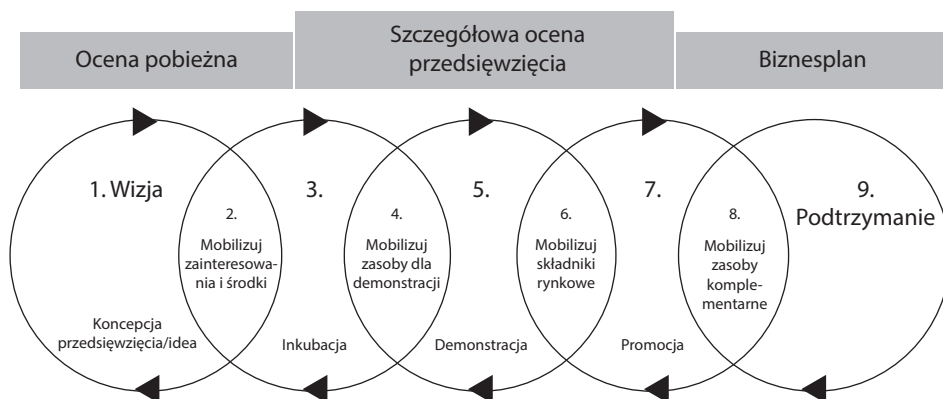 Ocena pobieżna
Szczegółowa ocena
przedsięwzięcia
Biznesplan
1. Wizja
2.
Mobilizuj
zainteresowa-
nia i środki
3.
4.
Mobilizuj
zasoby dla
demonstracji
5.
6.
Mobilizuj
składniki
rynkowe
7.
8.
Mobilizuj
zasoby
komple-
mentarne
9.
Podtrzymanie
Koncepcja
przedsięwzięcia/idea
Inkubacja
Demonstracja
Promocja